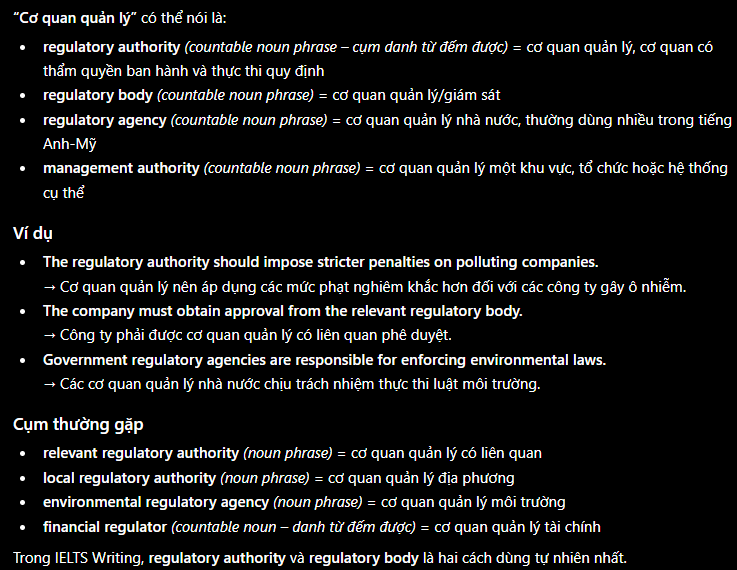 “Cơ quan quản lý” có thể nói là:
• regulatory authority (countable noun phrase – cụm danh từ đếm được) = cơ quan quản lý, cơ quan có
thẩm quyền ban hành và thực thi quy định
• regulatory body (countable noun phrase) = cơ quan quản lý/giám sát
• regulatory agency (countable noun phrase) = cơ quan quản lý nhà nước, thường dùng nhiều trong tiếng
Anh-Mỹ
• management authority (countable noun phrase) = cơ quan quản lý một khu vực, tổ chức hoặc hệ thống
cụ thể
Ví dụ
• The regulatory authority should impose stricter penalties on polluting companies.
→ Cơ quan quản lý nên áp dụng các mức phạt nghiêm khắc hơn đối với các công ty gây ô nhiễm.
• The company must obtain approval from the relevant regulatory body.
→ Công ty phải được cơ quan quản lý có liên quan phê duyệt.
• Government regulatory agencies are responsible for enforcing environmental laws.
→ Các cơ quan quản lý nhà nước chịu trách nhiệm thực thi luật môi trường.
Cụm thường gặp
• relevant regulatory authority (noun phrase) = cơ quan quản lý có liên quan
• local regulatory authority (noun phrase) = cơ quan quản lý địa phương
• environmental regulatory agency (noun phrase) = cơ quan quản lý môi trường
• financial regulator (countable noun – danh từ đếm được) = cơ quan quản lý tài chính
Trong IELTS Writing, regulatory authority và regulatory body là hai cách dùng tự nhiên nhất.